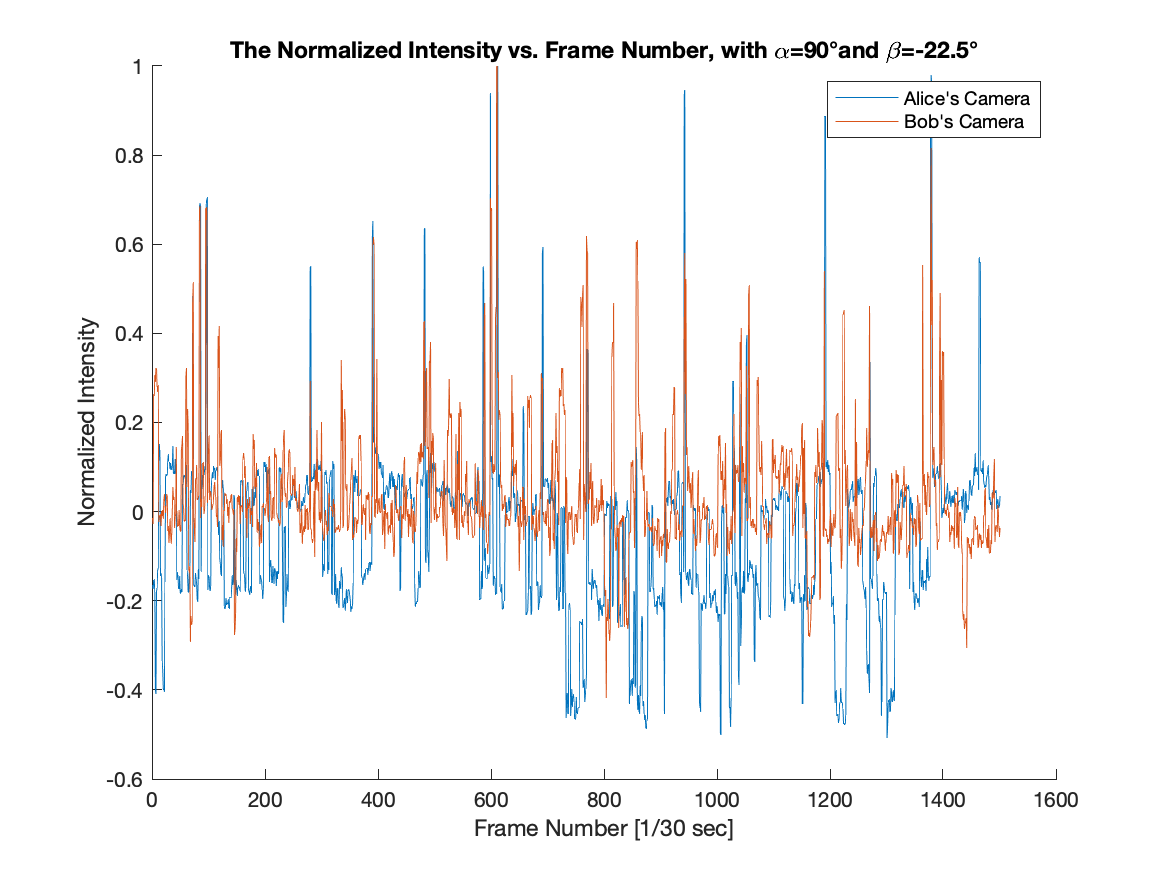 The Normalized Intensity vs. Frame Number, with α=90°and β=-22.5°
Alice's Camera
Bob's Camera
1
0.8
0.6
0.4
0.2
0
-0.2
-0.4
-0.6
Normalized Intensity
0 200 400 600 800 1000 1200 1400 1600
Frame Number [1/30 sec]